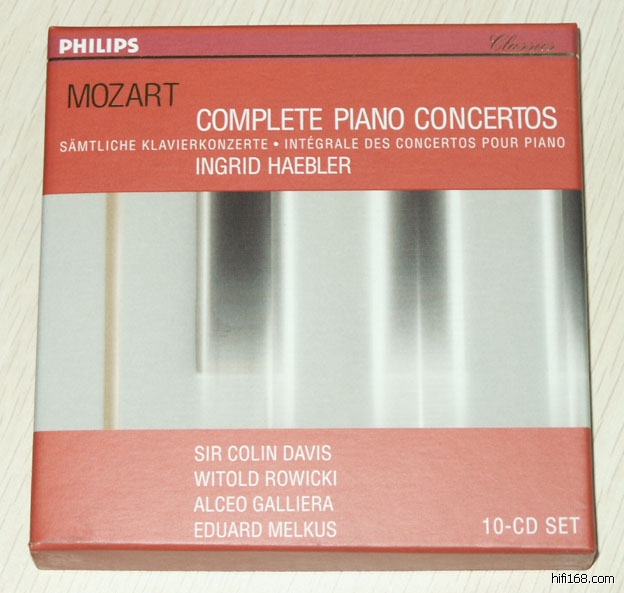 PHILIPS
Classics
MOZART
COMPLETE PIANO CONCERTOS
SÄMTLICHE KLAVIERKONZERTE • INTÉGRALE DES CONCERTOS POUR PIANO
INGRID HAEBLER
SIR COLIN DAVIS
WITOLD ROWICKI
ALCEO GALLIERA
EDUARD MELKUS
10-CD SET
hifi168.com